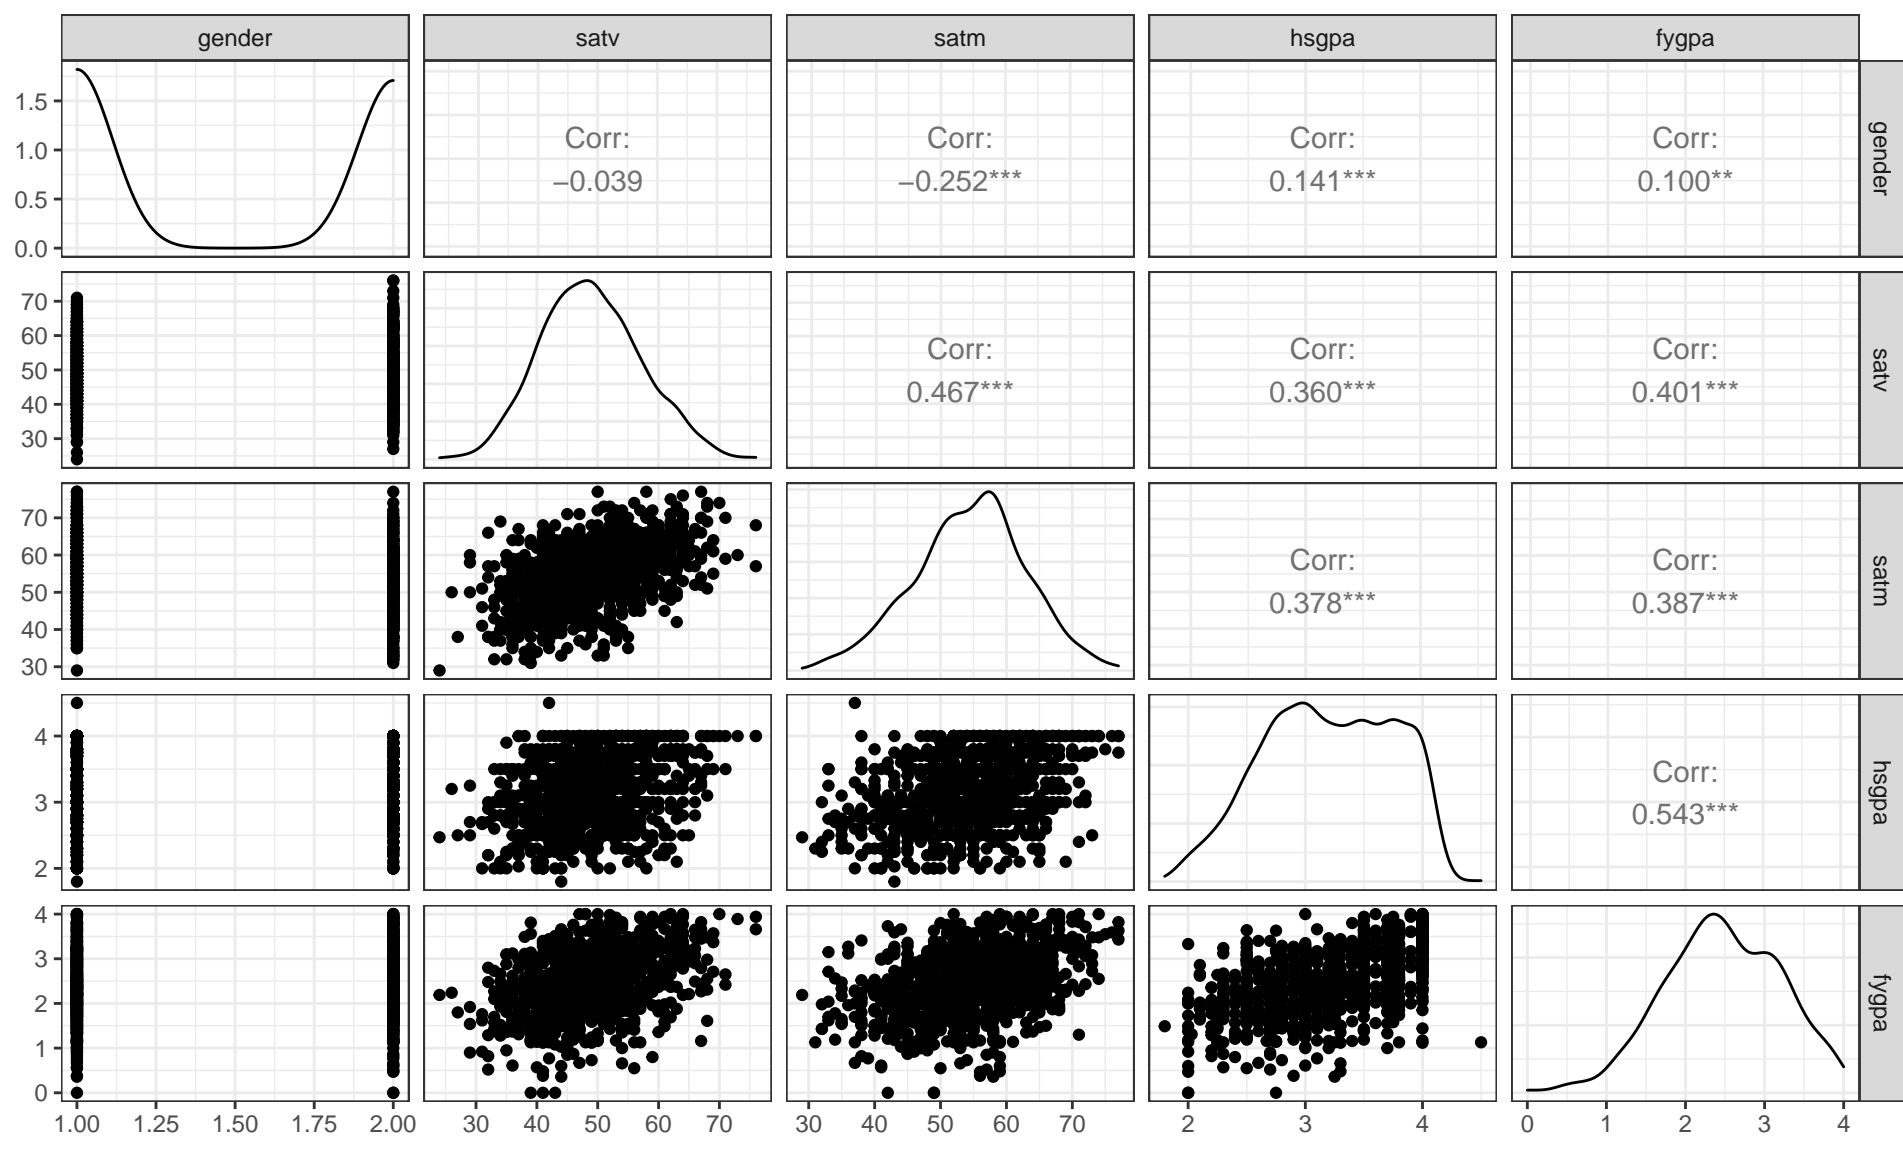 gender satv satm hsgpa fygpa
1.5
1.0
0.5
0.0
Corr: Corr: Corr: Corr:
−0.039 −0.252*** 0.141*** 0.100**
gender
70
60
50
40
30
Corr: Corr: Corr:
0.467*** 0.360*** 0.401***
satv
70
60
50
40
30
Corr: Corr:
0.378*** 0.387***
satm
4
3
2
Corr:
0.543***
hsgpa
4
3
2
1
0
fygpa
1.00 1.25 1.50 1.75 2.00 30 40 50 60 70 30 40 50 60 70 2 3 4 0 1 2 3 4